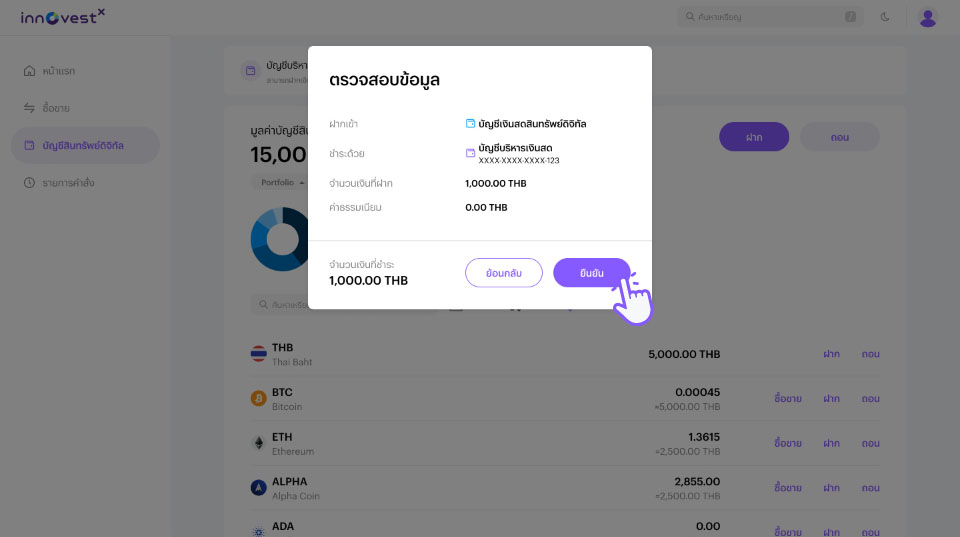 innovestx
ค้นหาเหรียญ
/
หน้าแรก
ซื้อขาย
บัญชีสินทรัพย์ดิจิทัล
รายการคำสั่ง
บัญชีบริหา
มูลค่าบัญชีสิ
15,00
Portfolio
ฝาก
ถอน
ตรวจสอบข้อมูล
ฝากเข้า
บัญชีเงินสดสินทรัพย์ดิจิทัล
ชำระด้วย
บัญชีบริหารเงินสด
XXXX-XXXX-XXXX-123
จำนวนเงินที่ฝาก
1,000.00 THB
ค่าธรรมเนียม
0.00 THB
จำนวนเงินที่ชำระ
1,000.00 THB
ย้อนกลับ
ยืนยัน
ค้นหาเหรีย
THB
Thai Baht
5,000.00 THB
ฝาก
ถอน
BTC
Bitcoin
0.00045
≈5,000.00 THB
ซื้อขาย
ฝาก
ถอน
ETH
Ethereum
1.3615
≈2,500.00 THB
ซื้อขาย
ฝาก
ถอน
ALPHA
Alpha Coin
2,855.00
≈2,500.00 THB
ซื้อขาย
ฝาก
ถอน
ADA
0.00
ซื้อขาย
ฝาก
ถอน